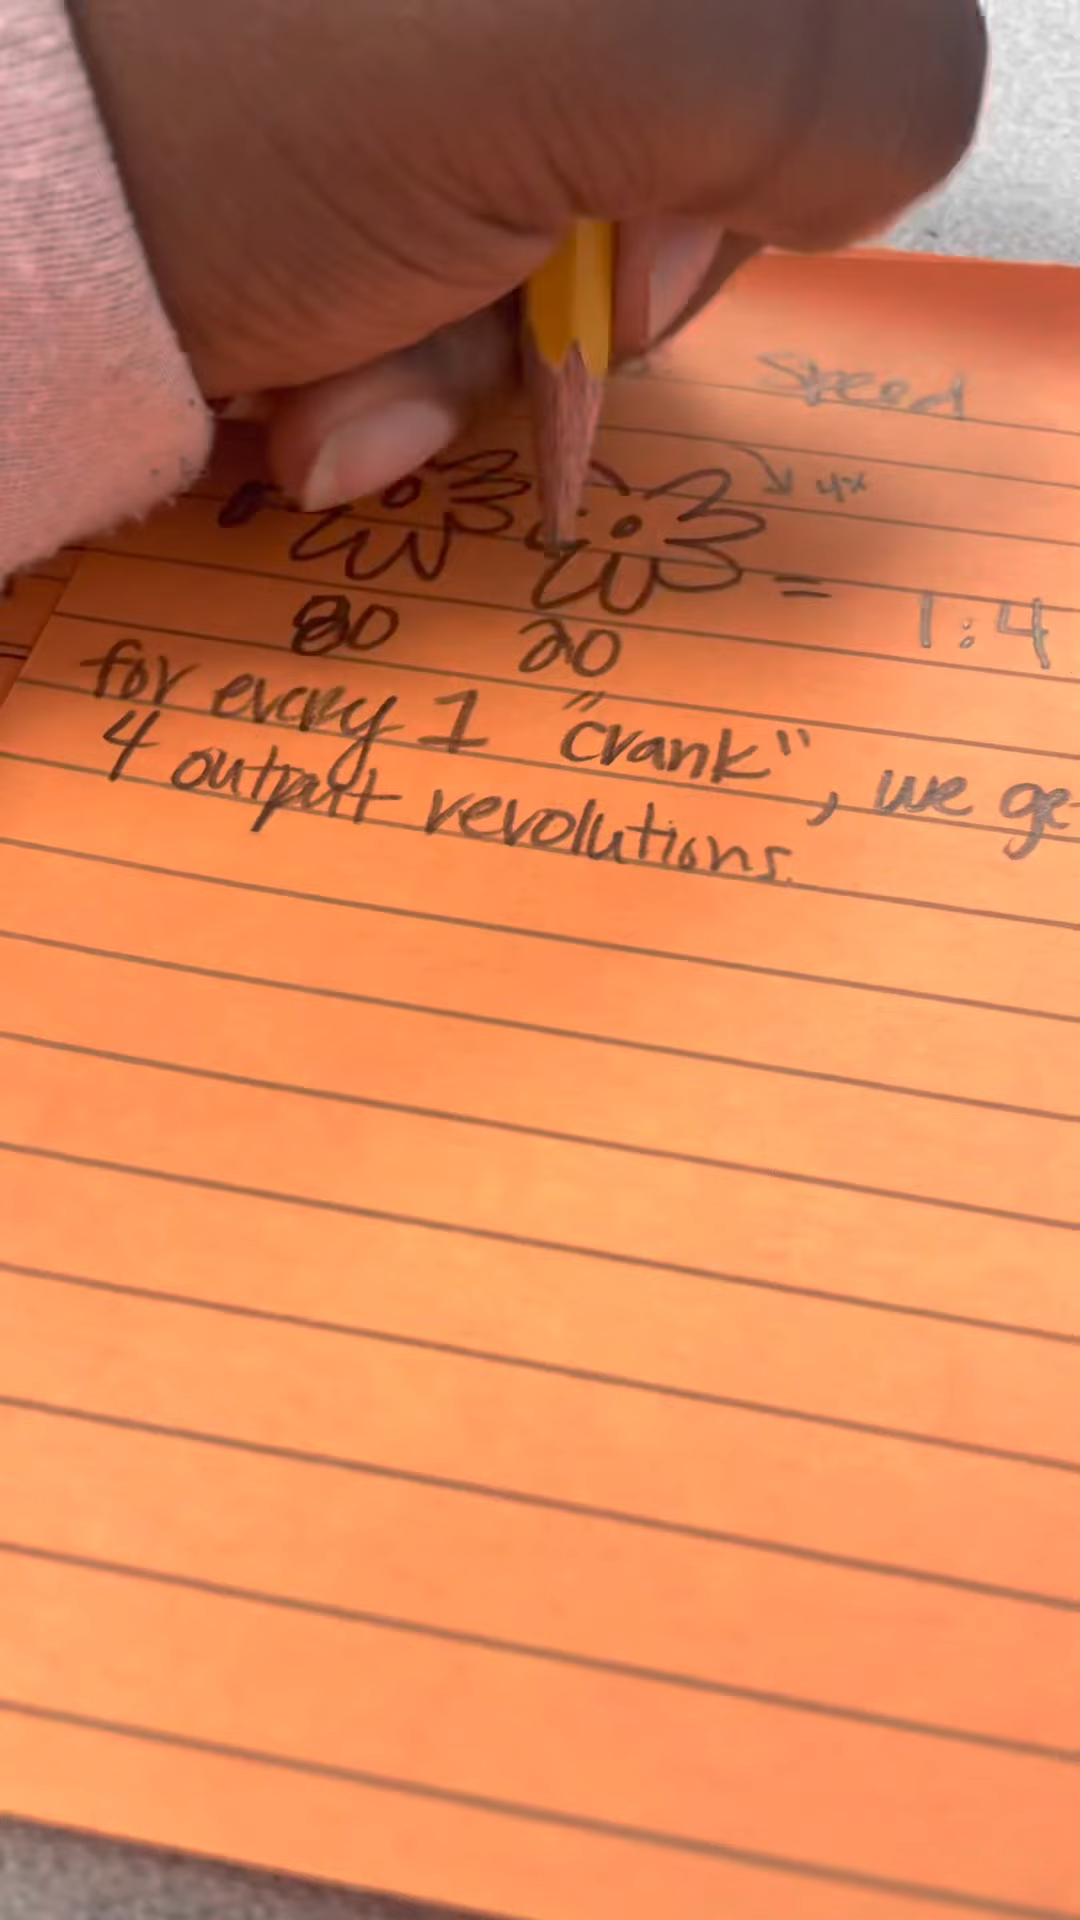 Speed
4x
= 1:4
80 20
for every 1 "crank", we ge
4 output revolutions.